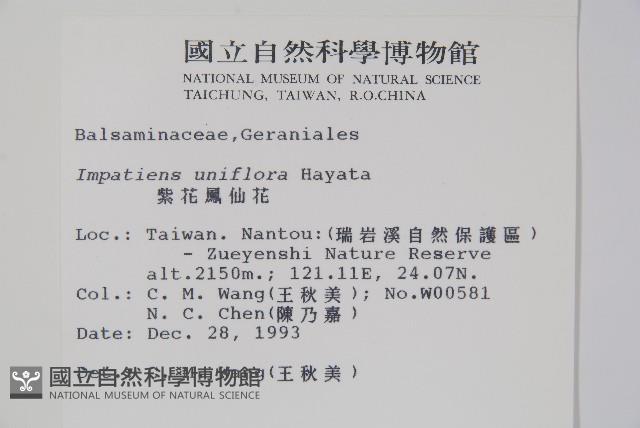 國立自然科學博物館
NATIONAL MUSEUM OF NATURAL SCIENCE
TAICHUNG, TAIWAN, R.O.CHINA
Balsaminaceae,Geraniales
Impatiens uniflora Hayata
紫花鳳仙花
Loc.: Taiwan. Nantou:(瑞岩溪自然保護區)
- Zueyenshi Nature Reserve
alt.2150m.; 121.11E, 24.07N.
Col.: C. M. Wang(王秋美); No.W00581
N. C. Chen(陳乃嘉)
Date: Dec. 28, 1993
Wang(王秋美)
國立自然科學博物館
NATIONAL MUSEUM OF NATURAL SCIENCE